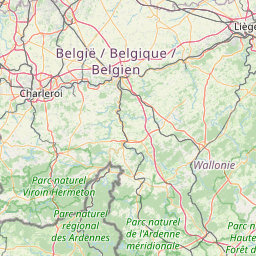 Liège
België / Belgique /
Belgien
Charleroi
Wallonie
Parc naturel
Viroin Hermeton
Parc naturel
régional
des Ardennes
Parc naturel
de l'Ardenne
méridionale
Parc natu
Haute
Forêt d